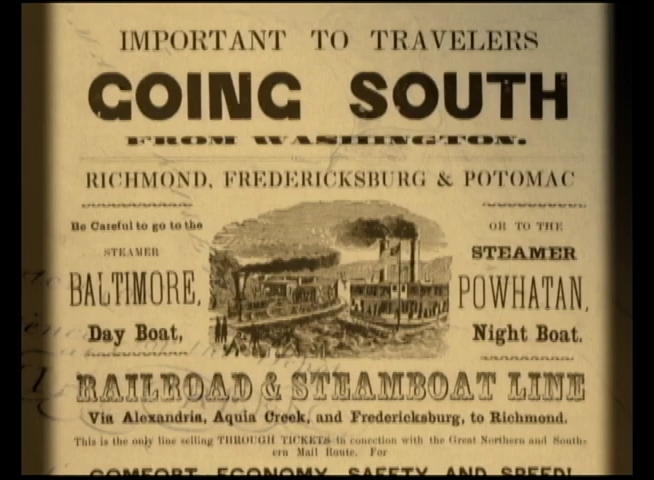 IMPORTANT TO TRAVELERS
GOING SOUTH
FROM WASHINGTON.
RICHMOND, FREDERICKSBURG & POTOMAC
Be Careful to go to the
STEAMER
BALTIMORE,
Day Boat,
OR TO THE
STEAMER
POWHATAN,
Night Boat.
RAILROAD & STEAMBOAT LINE
Via Alexandria, Aquia Creek, and Fredericksburg, to Richmond.
This is the only line selling THROUGH TICKETS in conection with the Great Northern and South-
ern Mail Route. For
COMFORT, ECONOMY, SAFETY AND SPEED!